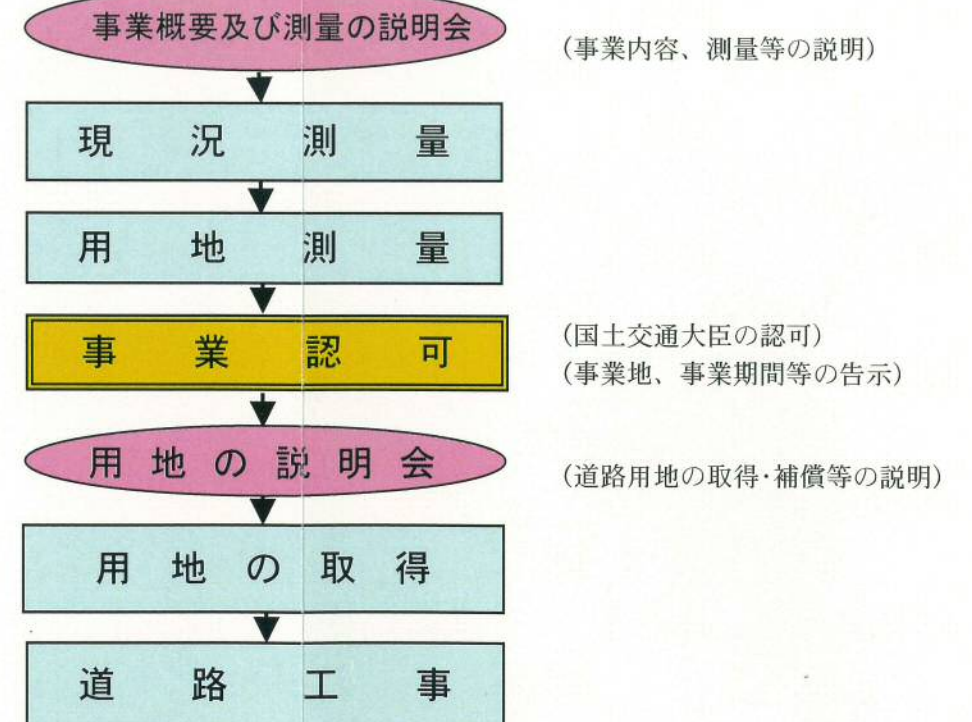 事業概要及び測量の説明会
(事業内容、測量等の説明)
現況測量
用地測量
事業認可
(国土交通大臣の認可)
(事業地、事業期間等の告示)
用地の説明会
(道路用地の取得・補償等の説明)
用地の取得
道路工事